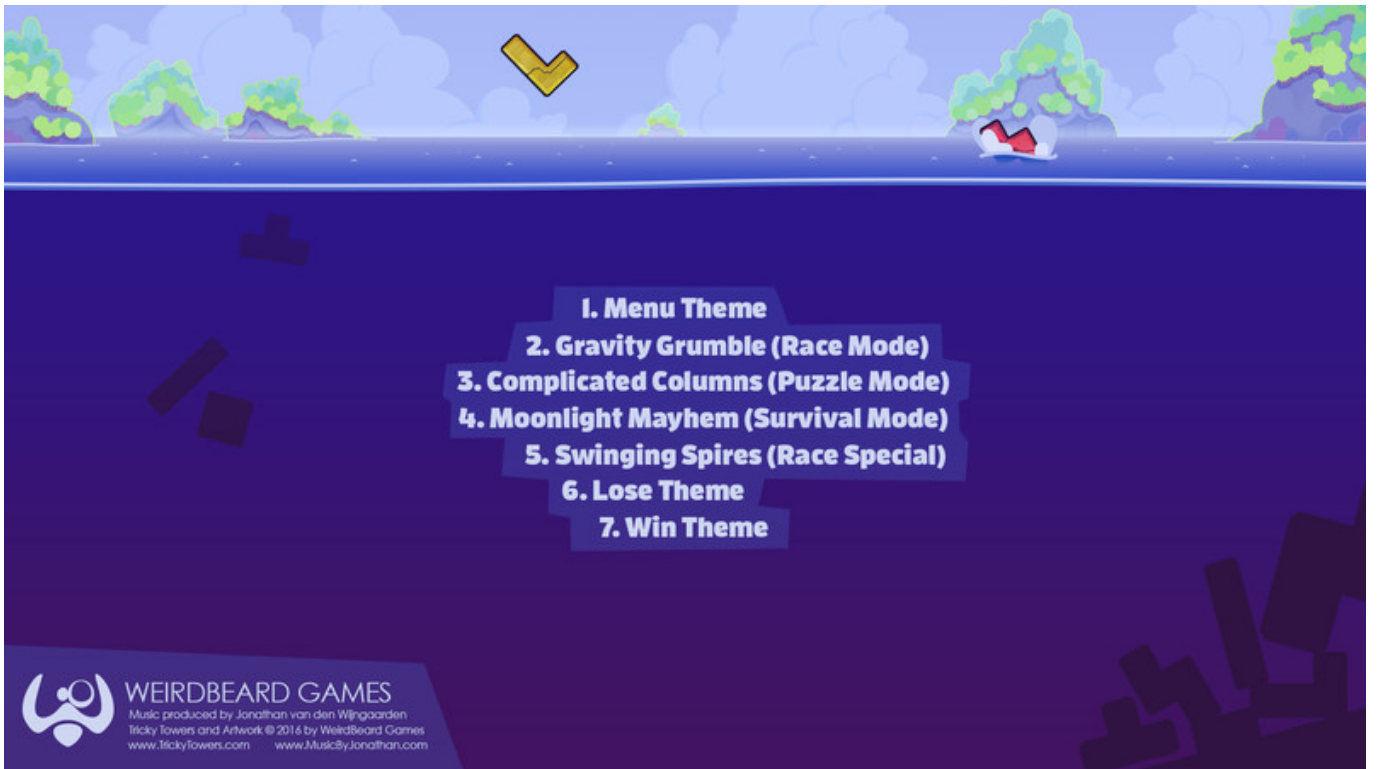 1. Menu Theme
2. Gravity Grumble (Race Mode)
3. Complicated Columns (Puzzle Mode)
4. Moonlight Mayhem (Survival Mode)
5. Swinging Spires (Race Special)
6. Lose Theme
7. Win Theme
WEIRDBEARD GAMES
Music produced by Jonathan van den Wijngaarden
Tricky Towers and Artwork © 2016 by WeirdBeard Games
www.TrickyTowers.com www.MusicByJonathan.com